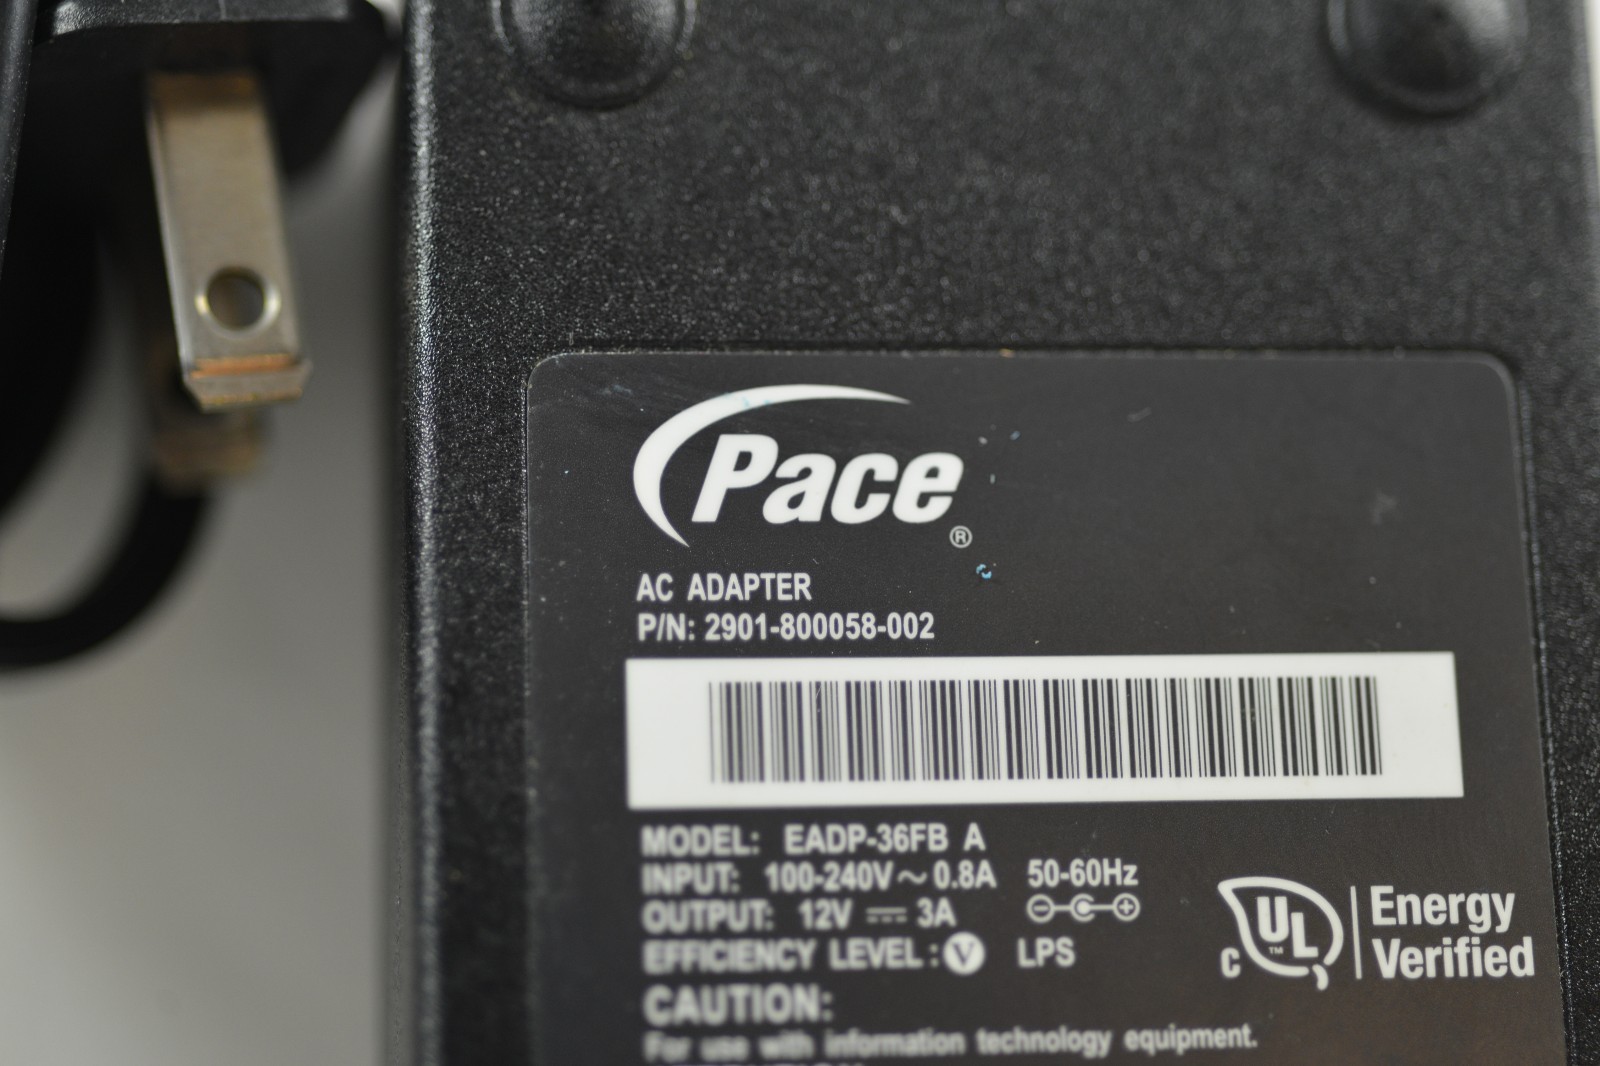 Pace®
AC ADAPTER
P/N: 2901-800058-002
MODEL: EADP-36FB A
INPUT: 100-240V ~ 0.8A 50-60Hz
OUTPUT: 12V ⎓ 3A
EFFICIENCY LEVEL: V LPS
C UL™ Energy Verified
CAUTION:
For use with information technology equipment.